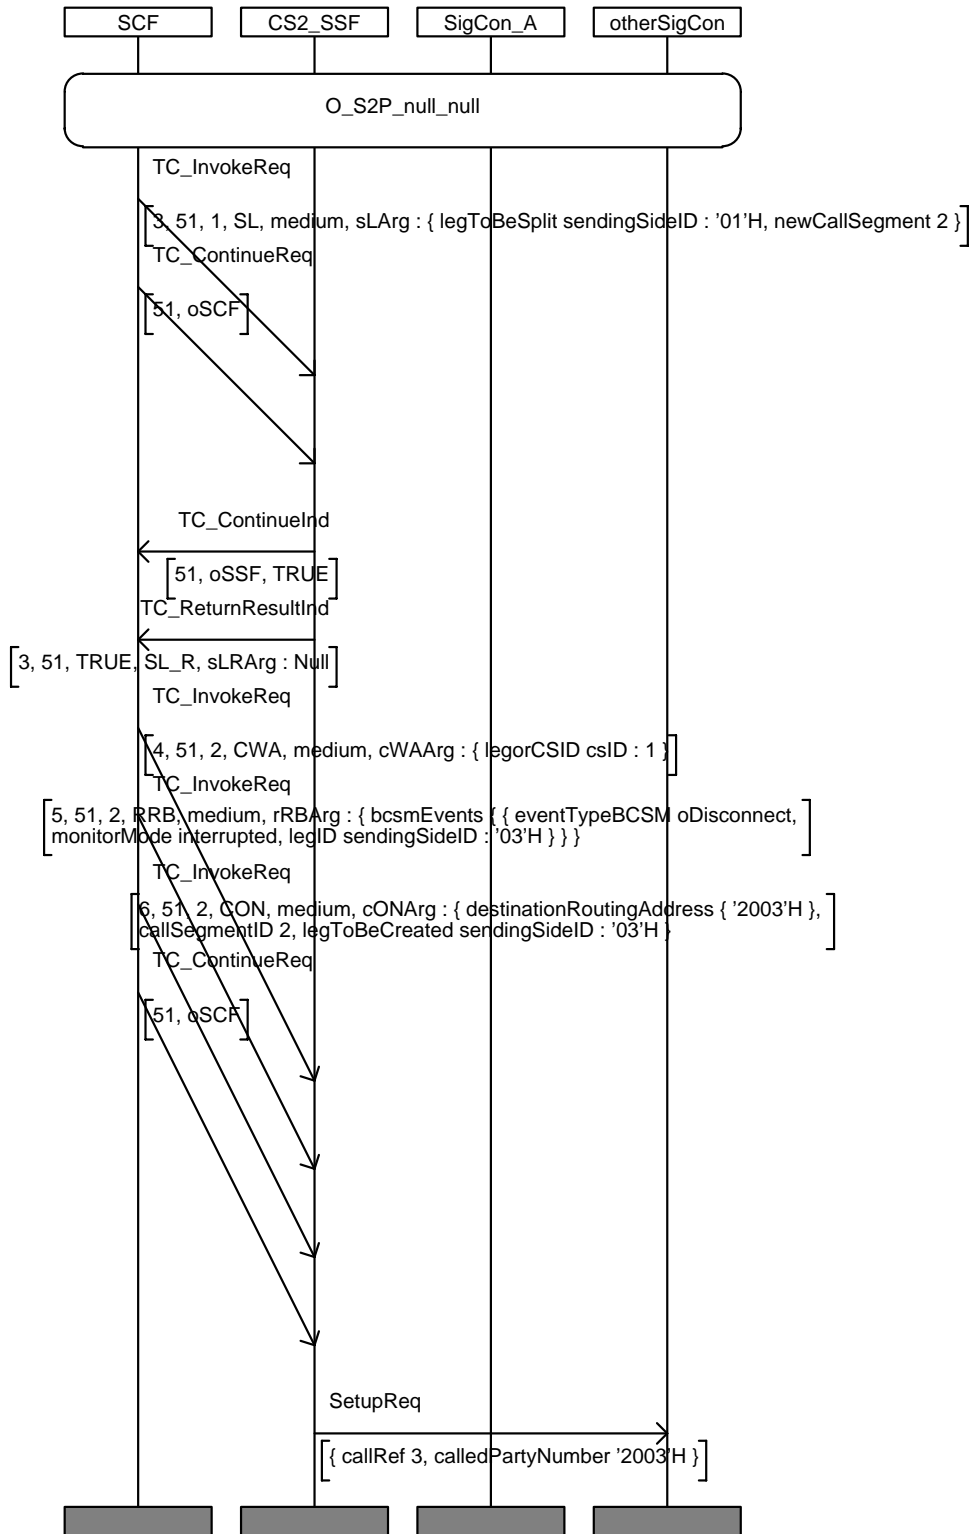 SCF
CS2_SSF
SigCon_A
otherSigCon
O_S2P_null_null
TC_InvokeReq
3, 51, 1, SL, medium, sLArg : { legToBeSplit sendingSideID : '01'H, newCallSegment 2 }
TC_ContinueReq
51, oSCF
TC_ContinueInd
51, oSSF, TRUE
TC_ReturnResultInd
3, 51, TRUE, SL_R, sLRArg : Null
TC_InvokeReq
4, 51, 2, CWA, medium, cWAArg : { legorCSID csID : 1 }
TC_InvokeReq
5, 51, 2, RRB, medium, rRBArg : { bcsmEvents { { eventTypeBCSM oDisconnect,
monitorMode interrupted, legID sendingSideID : '03'H } } }
TC_InvokeReq
6, 51, 2, CON, medium, cONArg : { destinationRoutingAddress { '2003'H },
callSegmentID 2, legToBeCreated sendingSideID : '03'H }
TC_ContinueReq
51, oSCF
SetupReq
{ callRef 3, calledPartyNumber '2003'H }